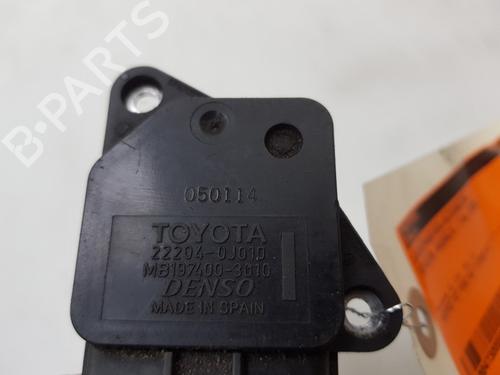 B-PARTS
050114
TOYOTA
22204-0J010
MB197400-3010
DENSO
MADE IN SPAIN